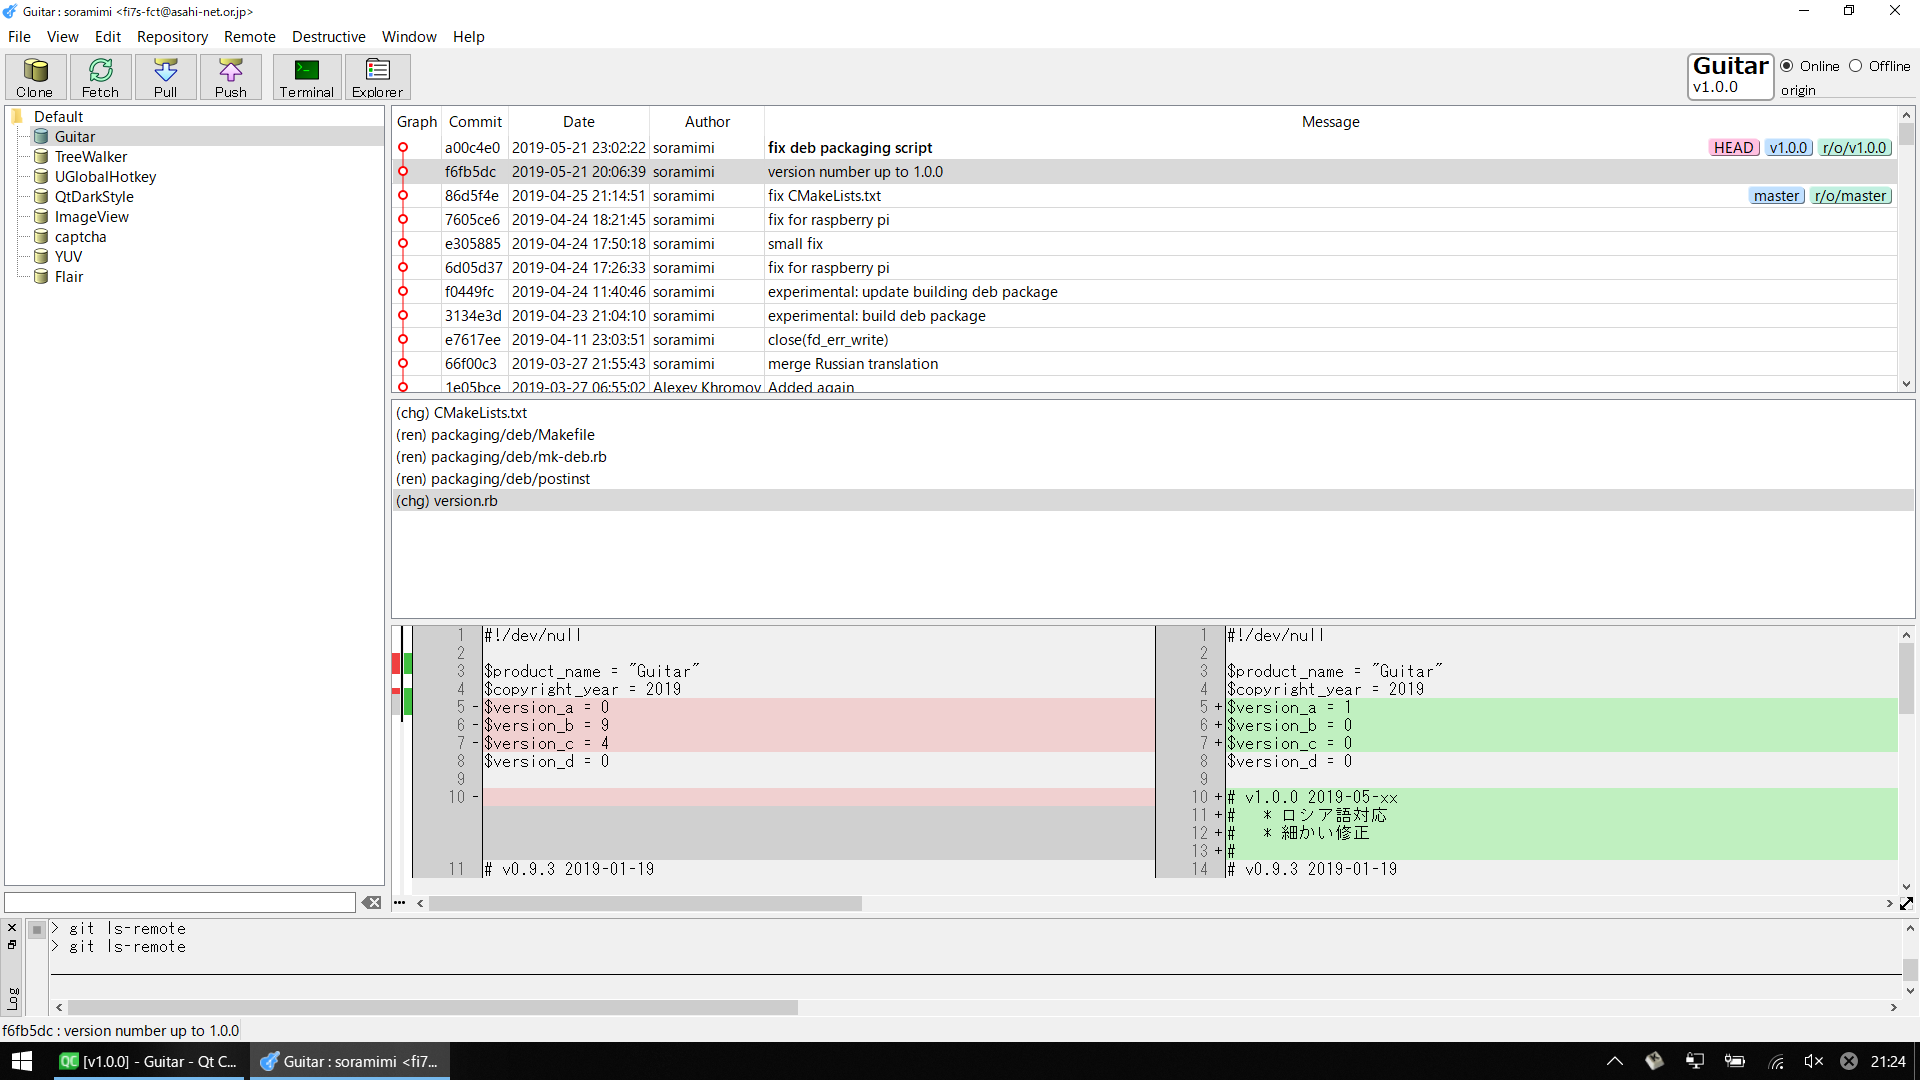 Guitar : soramimi <fi7s-fct@asahi-net.or.jp>
File View Edit Repository Remote Destructive Window Help
Clone Fetch Pull Push Terminal Explorer
Guitar
v1.0.0
Online Offline
origin
Default
Guitar
TreeWalker
UGlobalHotkey
QtDarkStyle
ImageView
captcha
YUV
Flair
Graph Commit Date Author Message
a00c4e0 2019-05-21 23:02:22 soramimi fix deb packaging script HEAD v1.0.0 r/o/v1.0.0
f6fb5dc 2019-05-21 20:06:39 soramimi version number up to 1.0.0
86d5f4e 2019-04-25 21:14:51 soramimi fix CMakeLists.txt master r/o/master
7605ce6 2019-04-24 18:21:45 soramimi fix for raspberry pi
e305885 2019-04-24 17:50:18 soramimi small fix
6d05d37 2019-04-24 17:26:33 soramimi fix for raspberry pi
f0449fc 2019-04-24 11:40:46 soramimi experimental: update building deb package
3134e3d 2019-04-23 21:04:10 soramimi experimental: build deb package
e7617ee 2019-04-11 23:03:51 soramimi close(fd_err_write)
66f00c3 2019-03-27 21:55:43 soramimi merge Russian translation
1e05bce 2019-03-27 06:55:02 Alexey Khromov Added again
(chg) CMakeLists.txt
(ren) packaging/deb/Makefile
(ren) packaging/deb/mk-deb.rb
(ren) packaging/deb/postinst
(chg) version.rb
1 #!/dev/null
2
3 $product_name = "Guitar"
4 $copyright_year = 2019
5 - $version_a = 0
6 - $version_b = 9
7 - $version_c = 4
8 $version_d = 0
9
10 -
11 # v0.9.3 2019-01-19
1 #!/dev/null
2
3 $product_name = "Guitar"
4 $copyright_year = 2019
5 + $version_a = 1
6 + $version_b = 0
7 + $version_c = 0
8 $version_d = 0
9
10 + # v1.0.0 2019-05-xx
11 + # * ロシア語対応
12 + # * 細かい修正
13 + #
14 # v0.9.3 2019-01-19
Log
> git ls-remote
> git ls-remote
f6fb5dc : version number up to 1.0.0
QC [v1.0.0] - Guitar - Qt C...
Guitar : soramimi <fi7...
21:24